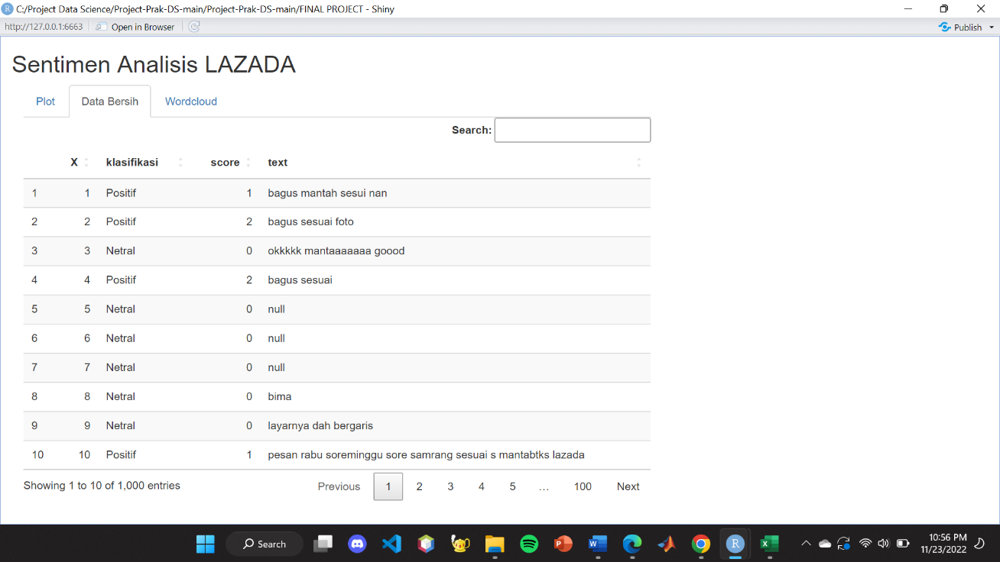 C:/Project Data Science/Project-Prak-DS-main/Project-Prak-DS-main/FINAL PROJECT - Shiny
http://127.0.0.1:6663 Open in Browser Publish
Sentimen Analisis LAZADA
Plot Data Bersih Wordcloud
Search:
X klasifikasi score text
1 1 Positif 1 bagus mantah sesui nan
2 2 Positif 2 bagus sesuai foto
3 3 Netral 0 okkkkk mantaaaaaaa goood
4 4 Positif 2 bagus sesuai
5 5 Netral 0 null
6 6 Netral 0 null
7 7 Netral 0 null
8 8 Netral 0 bima
9 9 Netral 0 layarnya dah bergaris
10 10 Positif 1 pesan rabu soreminggu sore samrang sesuai s mantabtks lazada
Showing 1 to 10 of 1,000 entries Previous 1 2 3 4 5 … 100 Next
Search 10:56 PM
11/23/2022